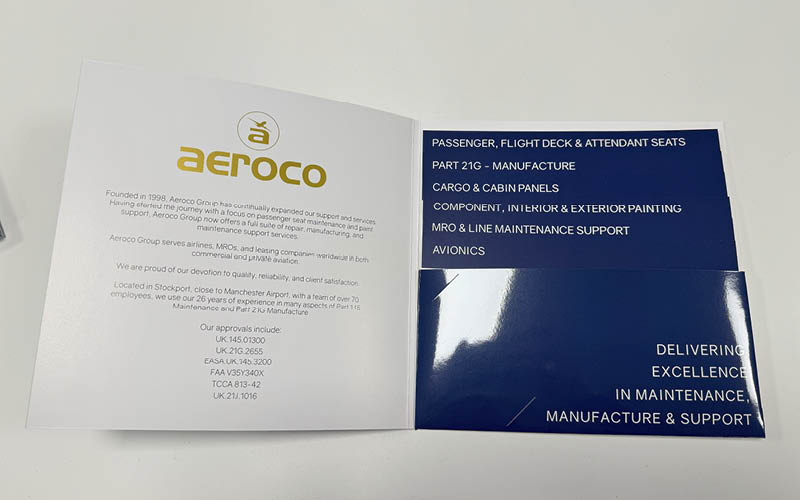 a
aeroco
Founded in 1998, Aeroco Group has continually expanded our support and services.
Having started the journey with a focus on passenger seat maintenance and paint
support, Aeroco Group now offers a full suite of repair, manufacturing, and
maintenance support services.
Aeroco Group serves airlines, MROs, and leasing companies worldwide in both
commercial and private aviation.
We are proud of our devotion to quality, reliability, and client satisfaction.
Located in Stockport, close to Manchester Airport, with a team of over 70
employees, we use our 26 years of experience in many aspects of Part 145
Maintenance and Part 21G Manufacture
Our approvals include:
UK.145.01300
UK.21G.2655
EASA.UK.145.3200
FAA V35Y340X
TCCA 813-42
UK.21J.1016
PASSENGER, FLIGHT DECK & ATTENDANT SEATS
PART 21G - MANUFACTURE
CARGO & CABIN PANELS
COMPONENT, INTERIOR & EXTERIOR PAINTING
MRO & LINE MAINTENANCE SUPPORT
AVIONICS
DELIVERING
EXCELLENCE
IN MAINTENANCE,
MANUFACTURE & SUPPORT